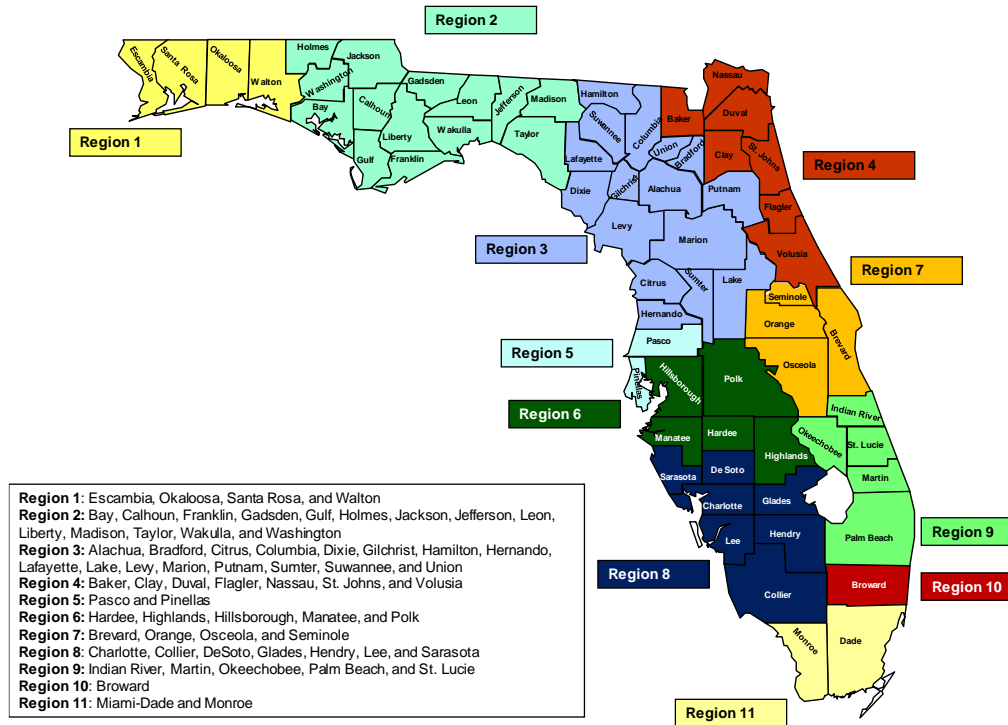 Region 2
Holmes
Jackson
Escambia
Santa Rosa
Okaloosa
Walton
Washington
Bay
Calhoun
Gadsden
Leon
Jefferson
Madison
Hamilton
Liberty
Wakulla
Taylor
Gulf
Franklin
Suwannee
Columbia
Baker
Nassau
Duval
Region 1
Union
Bradford
Clay
St. Johns
Lafayette
Region 4
Dixie
Gilchrist
Alachua
Putnam
Flagler
Levy
Marion
Volusia
Region 3
Region 7
Citrus
Sumter
Lake
Seminole
Hernando
Orange
Brevard
Pasco
Region 5
Osceola
Pinellas
Hillsborough
Polk
Region 6
Indian River
Manatee
Hardee
Okeechobee
St. Lucie
Highlands
Sarasota
DeSoto
Martin
Charlotte
Glades
Lee
Hendry
Palm Beach
Region 9
Region 8
Collier
Broward
Region 10
Monroe
Dade
Region 11
Region 1: Escambia, Okaloosa, Santa Rosa, and Walton
Region 2: Bay, Calhoun, Franklin, Gadsden, Gulf, Holmes, Jackson, Jefferson, Leon,
Liberty, Madison, Taylor, Wakulla, and Washington
Region 3: Alachua, Bradford, Citrus, Columbia, Dixie, Gilchrist, Hamilton, Hernando,
Lafayette, Lake, Levy, Marion, Putnam, Sumter, Suwannee, and Union
Region 4: Baker, Clay, Duval, Flagler, Nassau, St. Johns, and Volusia
Region 5: Pasco and Pinellas
Region 6: Hardee, Highlands, Hillsborough, Manatee, and Polk
Region 7: Brevard, Orange, Osceola, and Seminole
Region 8: Charlotte, Collier, DeSoto, Glades, Hendry, Lee, and Sarasota
Region 9: Indian River, Martin, Okeechobee, Palm Beach, and St. Lucie
Region 10: Broward
Region 11: Miami-Dade and Monroe